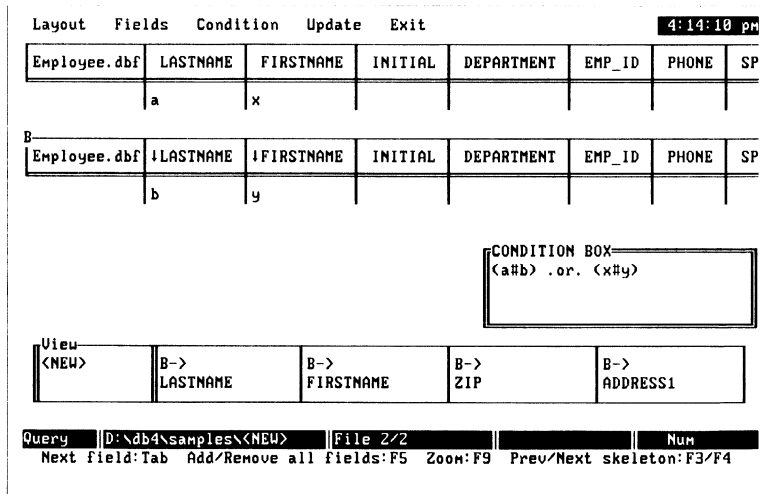 Layout Fields Condition Update Exit 4:14:10 pm
Employee.dbf LASTNAME FIRSTNAME INITIAL DEPARTMENT EMP_ID PHONE SP
a x
B
Employee.dbf ↓LASTNAME ↓FIRSTNAME INITIAL DEPARTMENT EMP_ID PHONE SP
b y
CONDITION BOX
(a#b) .or. (x#y)
View
<NEW> B-> B-> B-> B->
LASTNAME FIRSTNAME ZIP ADDRESS1
Query D:\db4\samples\<NEW> File 2/2 Num
Next field:Tab Add/Remove all fields:F5 Zoom:F9 Prev/Next skeleton:F3/F4